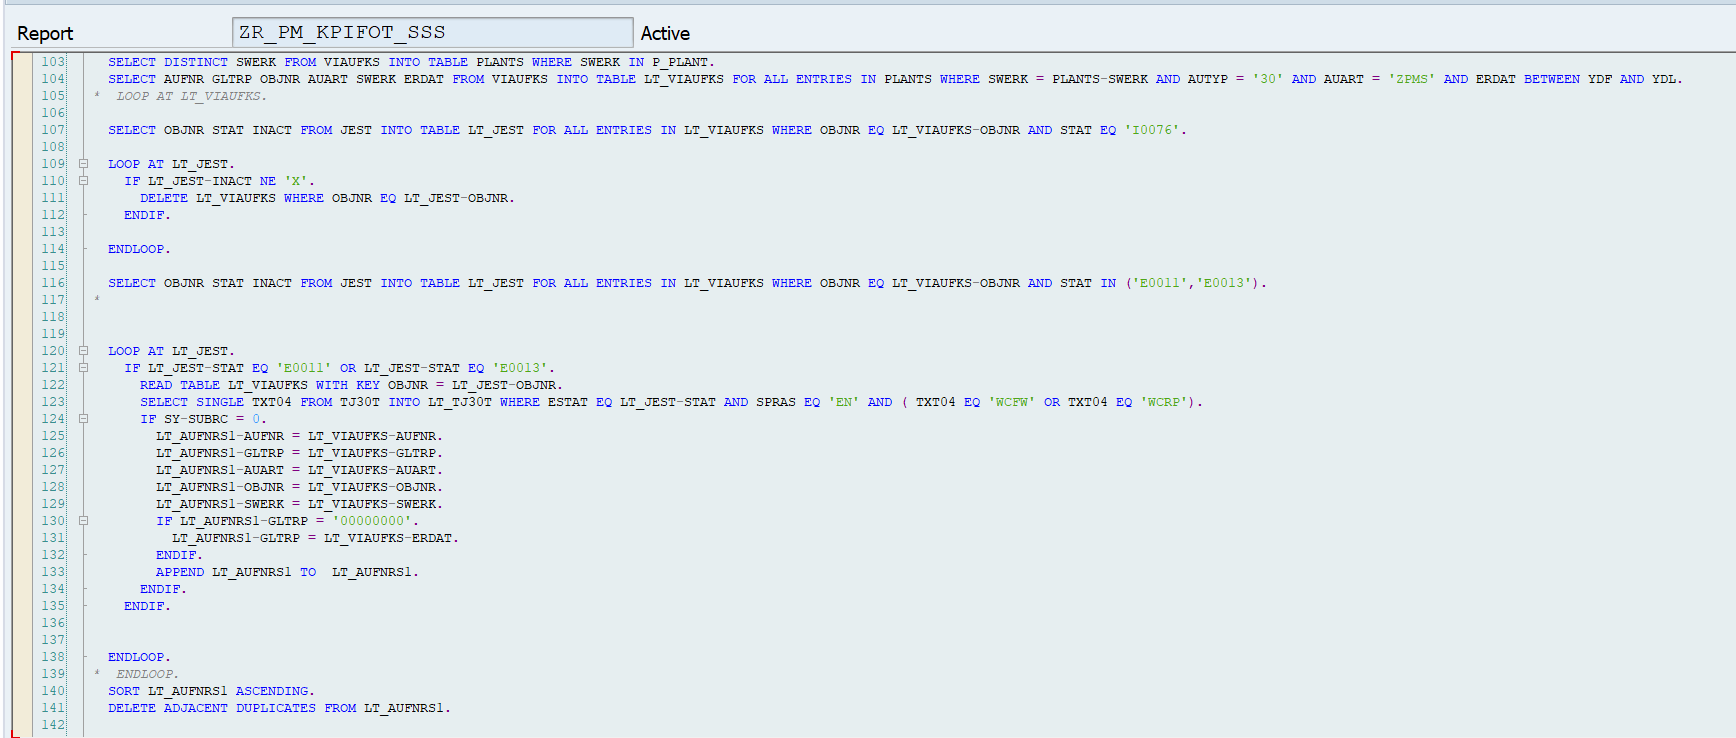 Report ZR_PM_KPIFOT_SSS Active
103 SELECT DISTINCT SWERK FROM VIAUFKS INTO TABLE PLANTS WHERE SWERK IN P_PLANT.
104 SELECT AUFNR GLTRP OBJNR AUART SWERK ERDAT FROM VIAUFKS INTO TABLE LT_VIAUFKS FOR ALL ENTRIES IN PLANTS WHERE SWERK = PLANTS-SWERK AND AUTYP = '30' AND AUART = 'ZPMS' AND ERDAT BETWEEN YDF AND YDL.
105 * LOOP AT LT_VIAUFKS.
106
107 SELECT OBJNR STAT INACT FROM JEST INTO TABLE LT_JEST FOR ALL ENTRIES IN LT_VIAUFKS WHERE OBJNR EQ LT_VIAUFKS-OBJNR AND STAT EQ 'I0076'.
108
109 LOOP AT LT_JEST.
110 IF LT_JEST-INACT NE 'X'.
111 DELETE LT_VIAUFKS WHERE OBJNR EQ LT_JEST-OBJNR.
112 ENDIF.
113
114 ENDLOOP.
115
116 SELECT OBJNR STAT INACT FROM JEST INTO TABLE LT_JEST FOR ALL ENTRIES IN LT_VIAUFKS WHERE OBJNR EQ LT_VIAUFKS-OBJNR AND STAT IN ('E0011','E0013').
117 *
118
119
120 LOOP AT LT_JEST.
121 IF LT_JEST-STAT EQ 'E0011' OR LT_JEST-STAT EQ 'E0013'.
122 READ TABLE LT_VIAUFKS WITH KEY OBJNR = LT_JEST-OBJNR.
123 SELECT SINGLE TXT04 FROM TJ30T INTO LT_TJ30T WHERE ESTAT EQ LT_JEST-STAT AND SPRAS EQ 'EN' AND ( TXT04 EQ 'WCFW' OR TXT04 EQ 'WCRP').
124 IF SY-SUBRC = 0.
125 LT_AUFNRS1-AUFNR = LT_VIAUFKS-AUFNR.
126 LT_AUFNRS1-GLTRP = LT_VIAUFKS-GLTRP.
127 LT_AUFNRS1-AUART = LT_VIAUFKS-AUART.
128 LT_AUFNRS1-OBJNR = LT_VIAUFKS-OBJNR.
129 LT_AUFNRS1-SWERK = LT_VIAUFKS-SWERK.
130 IF LT_AUFNRS1-GLTRP = '00000000'.
131 LT_AUFNRS1-GLTRP = LT_VIAUFKS-ERDAT.
132 ENDIF.
133 APPEND LT_AUFNRS1 TO LT_AUFNRS1.
134 ENDIF.
135 ENDIF.
136
137
138 ENDLOOP.
139 * ENDLOOP.
140 SORT LT_AUFNRS1 ASCENDING.
141 DELETE ADJACENT DUPLICATES FROM LT_AUFNRS1.
142